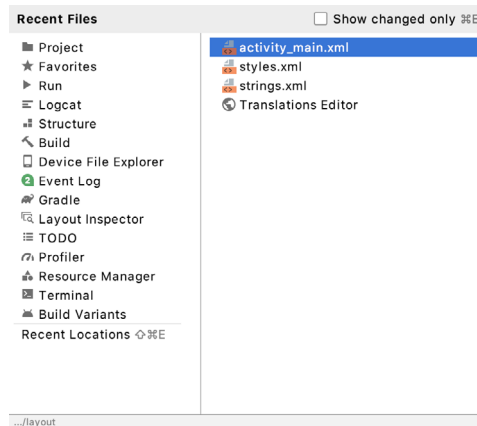 Recent Files
Show changed only ⌘E
Project
Favorites
Run
Logcat
Structure
Build
Device File Explorer
2 Event Log
Gradle
Layout Inspector
TODO
Profiler
Resource Manager
Terminal
Build Variants
Recent Locations ⇧⌘E
activity_main.xml
styles.xml
strings.xml
Translations Editor
.../layout